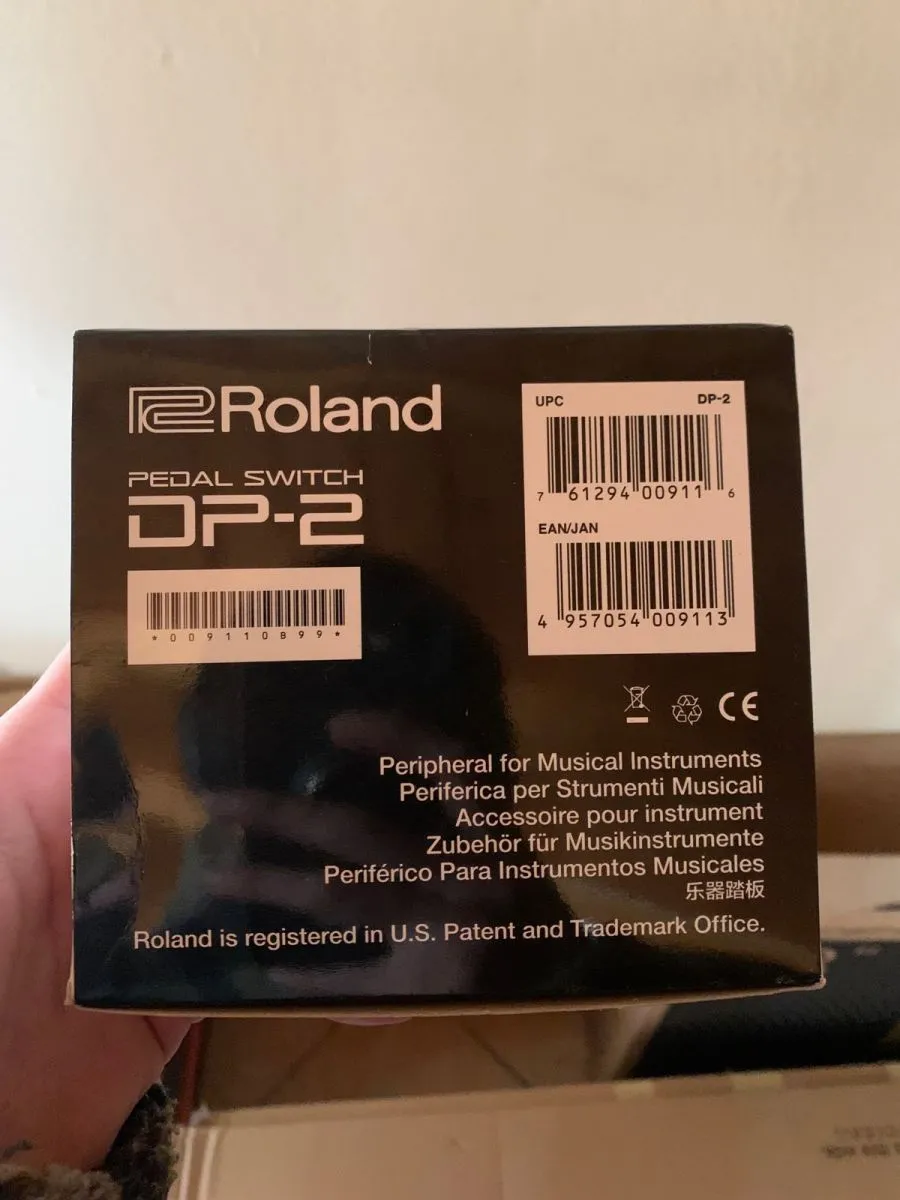 Roland
PEDAL SWITCH
DP-2
*009110B99*
UPC DP-2
7 61294 00911 6
EAN/JAN
4 957054 009113
CE
Peripheral for Musical Instruments
Periferica per Strumenti Musicali
Accessoire pour instrument
Zubehör für Musikinstrumente
Periférico Para Instrumentos Musicales
乐器踏板
Roland is registered in U.S. Patent and Trademark Office.